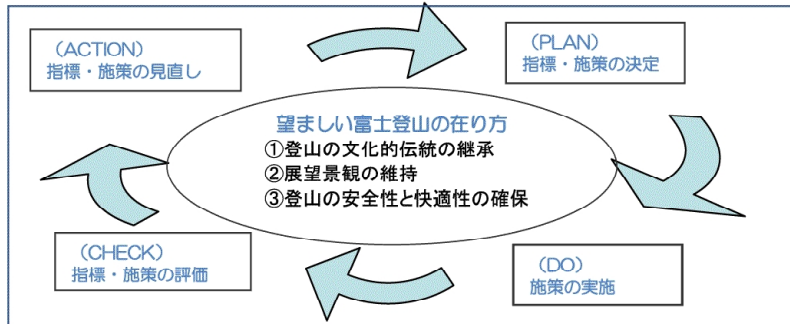 (ACTION)
指標・施策の見直し
(PLAN)
指標・施策の決定
望ましい富士登山の在り方
①登山の文化的伝統の継承
②展望景観の維持
③登山の安全性と快適性の確保
(CHECK)
指標・施策の評価
(DO)
施策の実施